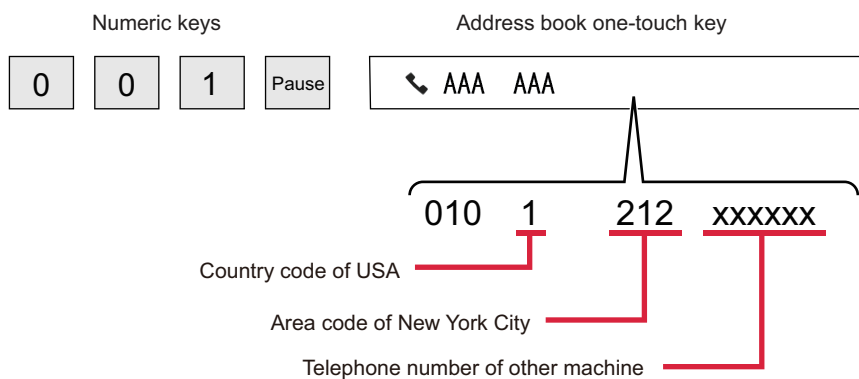 Numeric keys Address book one-touch key
0 0 1 Pause AAA AAA
010 1 212 xxxxxx
Country code of USA
Area code of New York City
Telephone number of other machine